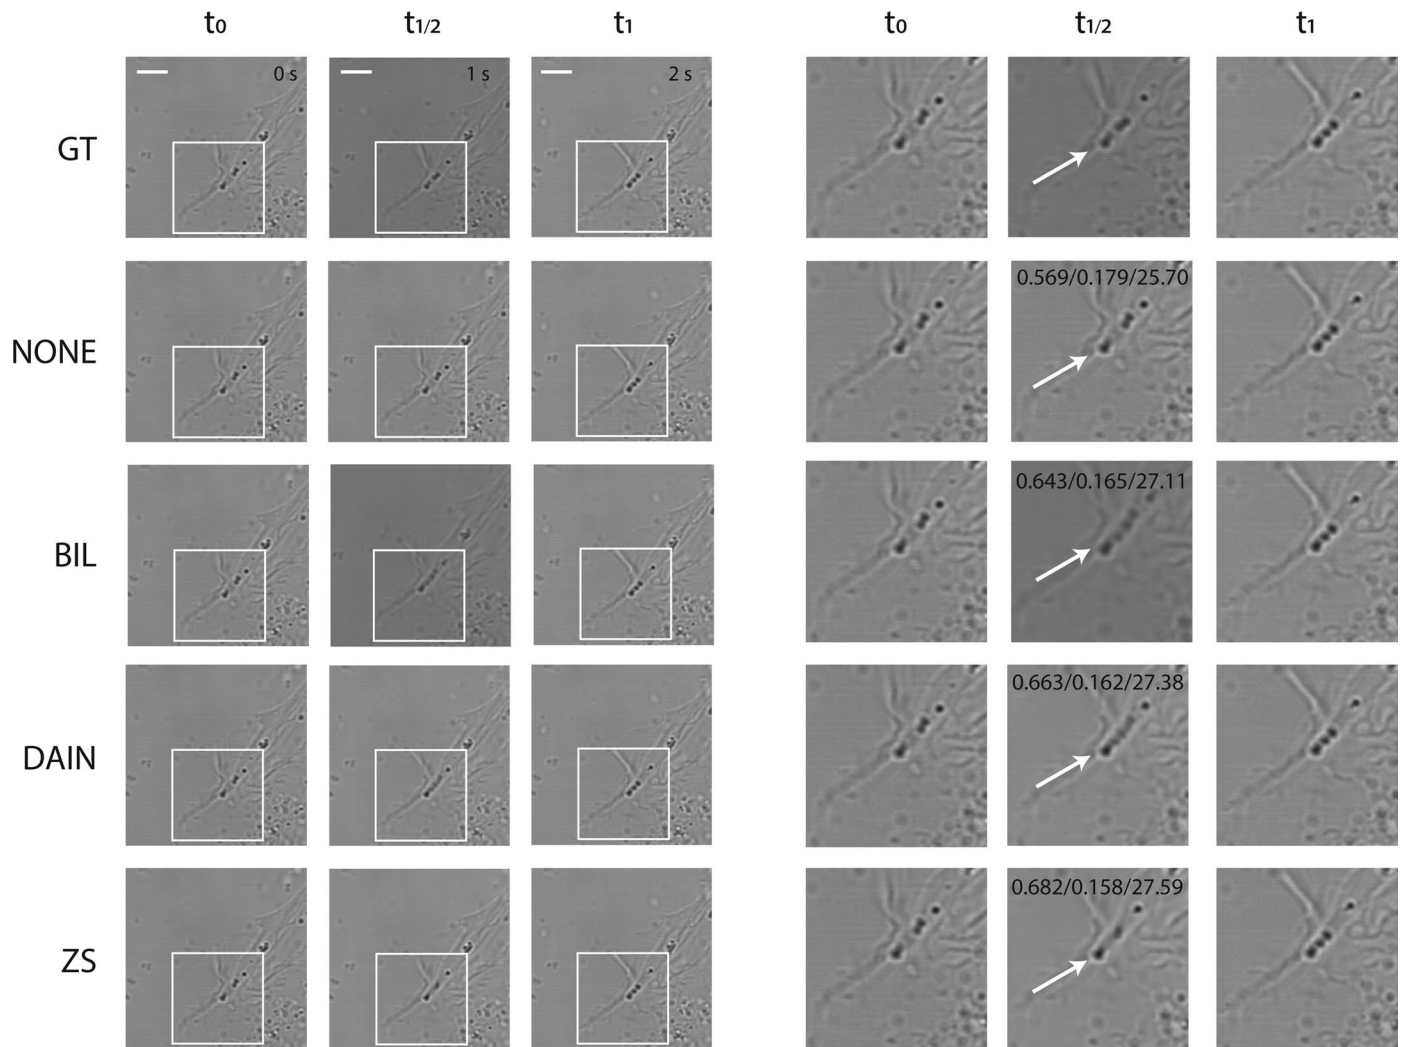 t0 t1/2 t1 t0 t1/2 t1
0 s 1 s 2 s
GT
NONE 0.569/0.179/25.70
BIL 0.643/0.165/27.11
DAIN 0.663/0.162/27.38
ZS 0.682/0.158/27.59